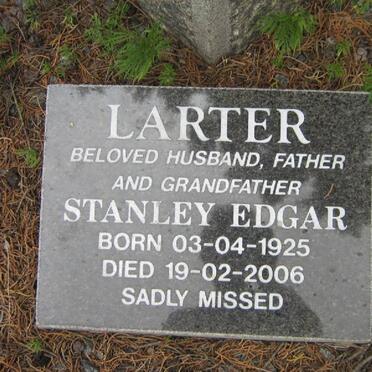 LARTER
BELOVED HUSBAND, FATHER
AND GRANDFATHER
STANLEY EDGAR
BORN 03-04-1925
DIED 19-02-2006
SADLY MISSED